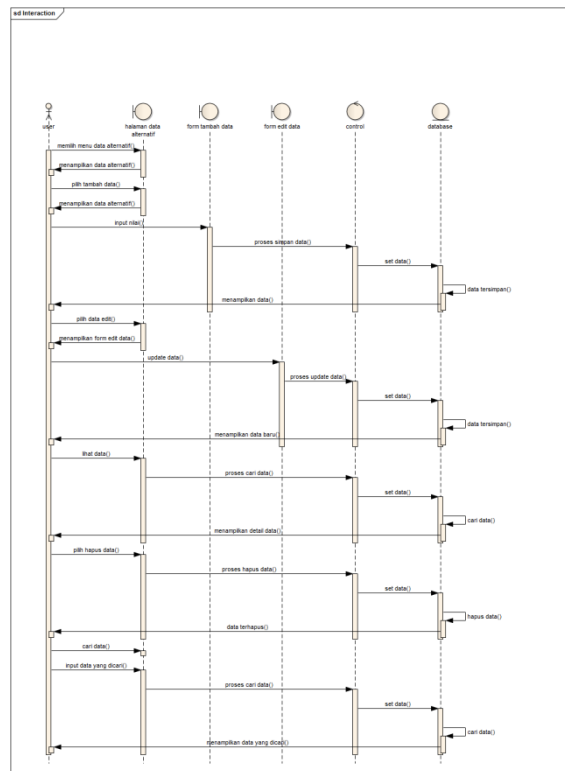 sd Interaction
user
halaman data
alternatif
form tambah data
form edit data
control
database
memilih menu data alternatif()
menampilkan data alternatif()
pilih tambah data()
menampilkan data alternatif()
input nilai()
proses simpan data()
set data()
data tersimpan()
menampilkan data()
pilih data edit()
menampilkan form edit data()
update data()
proses update data()
set data()
data tersimpan()
menampilkan data baru()
lihat data()
proses cari data()
set data()
cari data()
menampilkan detail data()
pilih hapus data()
proses hapus data()
set data()
hapus data()
data terhapus()
cari data()
input data yang dicari()
proses cari data()
set data()
cari data()
menampilkan data yang dicari()